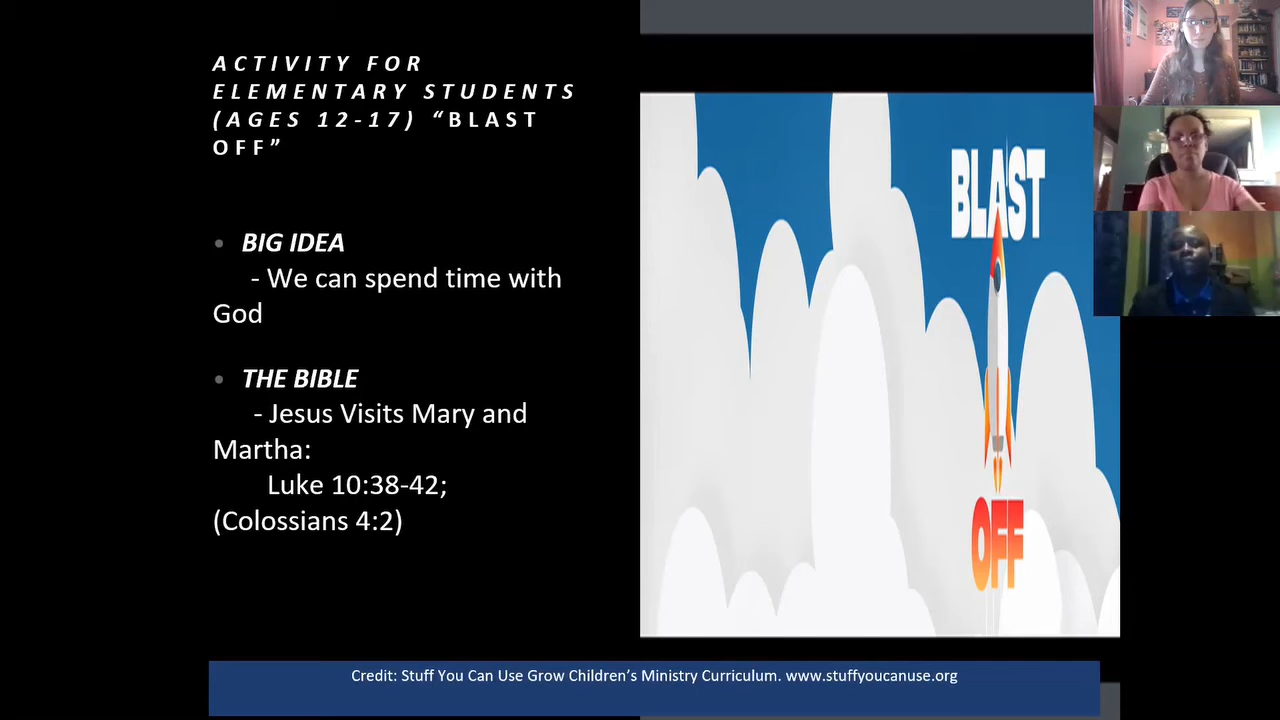 ACTIVITY FOR
ELEMENTARY STUDENTS
(AGES 12-17) “BLAST
OFF”
• BIG IDEA
- We can spend time with
God
• THE BIBLE
- Jesus Visits Mary and
Martha:
Luke 10:38-42;
(Colossians 4:2)
BLAST
OFF
Credit: Stuff You Can Use Grow Children’s Ministry Curriculum. www.stuffyoucanuse.org